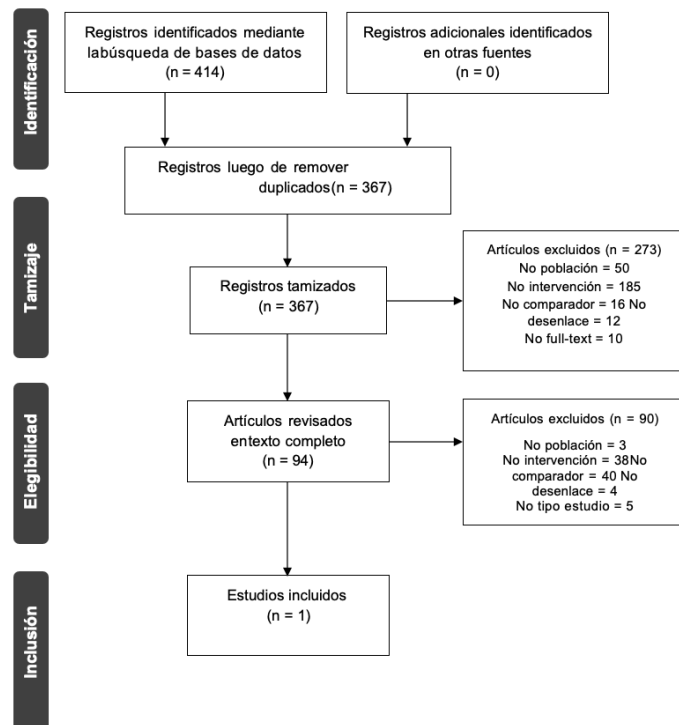 Identificación
Registros identificados mediante
labúsqueda de bases de datos
(n = 414)
Registros adicionales identificados
en otras fuentes
(n = 0)
Registros luego de remover
duplicados(n = 367)
Tamizaje
Registros tamizados
(n = 367)
Artículos excluidos (n = 273)
No población = 50
No intervención = 185
No comparador = 16 No
desenlace = 12
No full-text = 10
Elegibilidad
Artículos revisados
entexto completo
(n = 94)
Artículos excluidos (n = 90)
No población = 3
No intervención = 38No
comparador = 40 No
desenlace = 4
No tipo estudio = 5
Inclusión
Estudios incluidos
(n = 1)